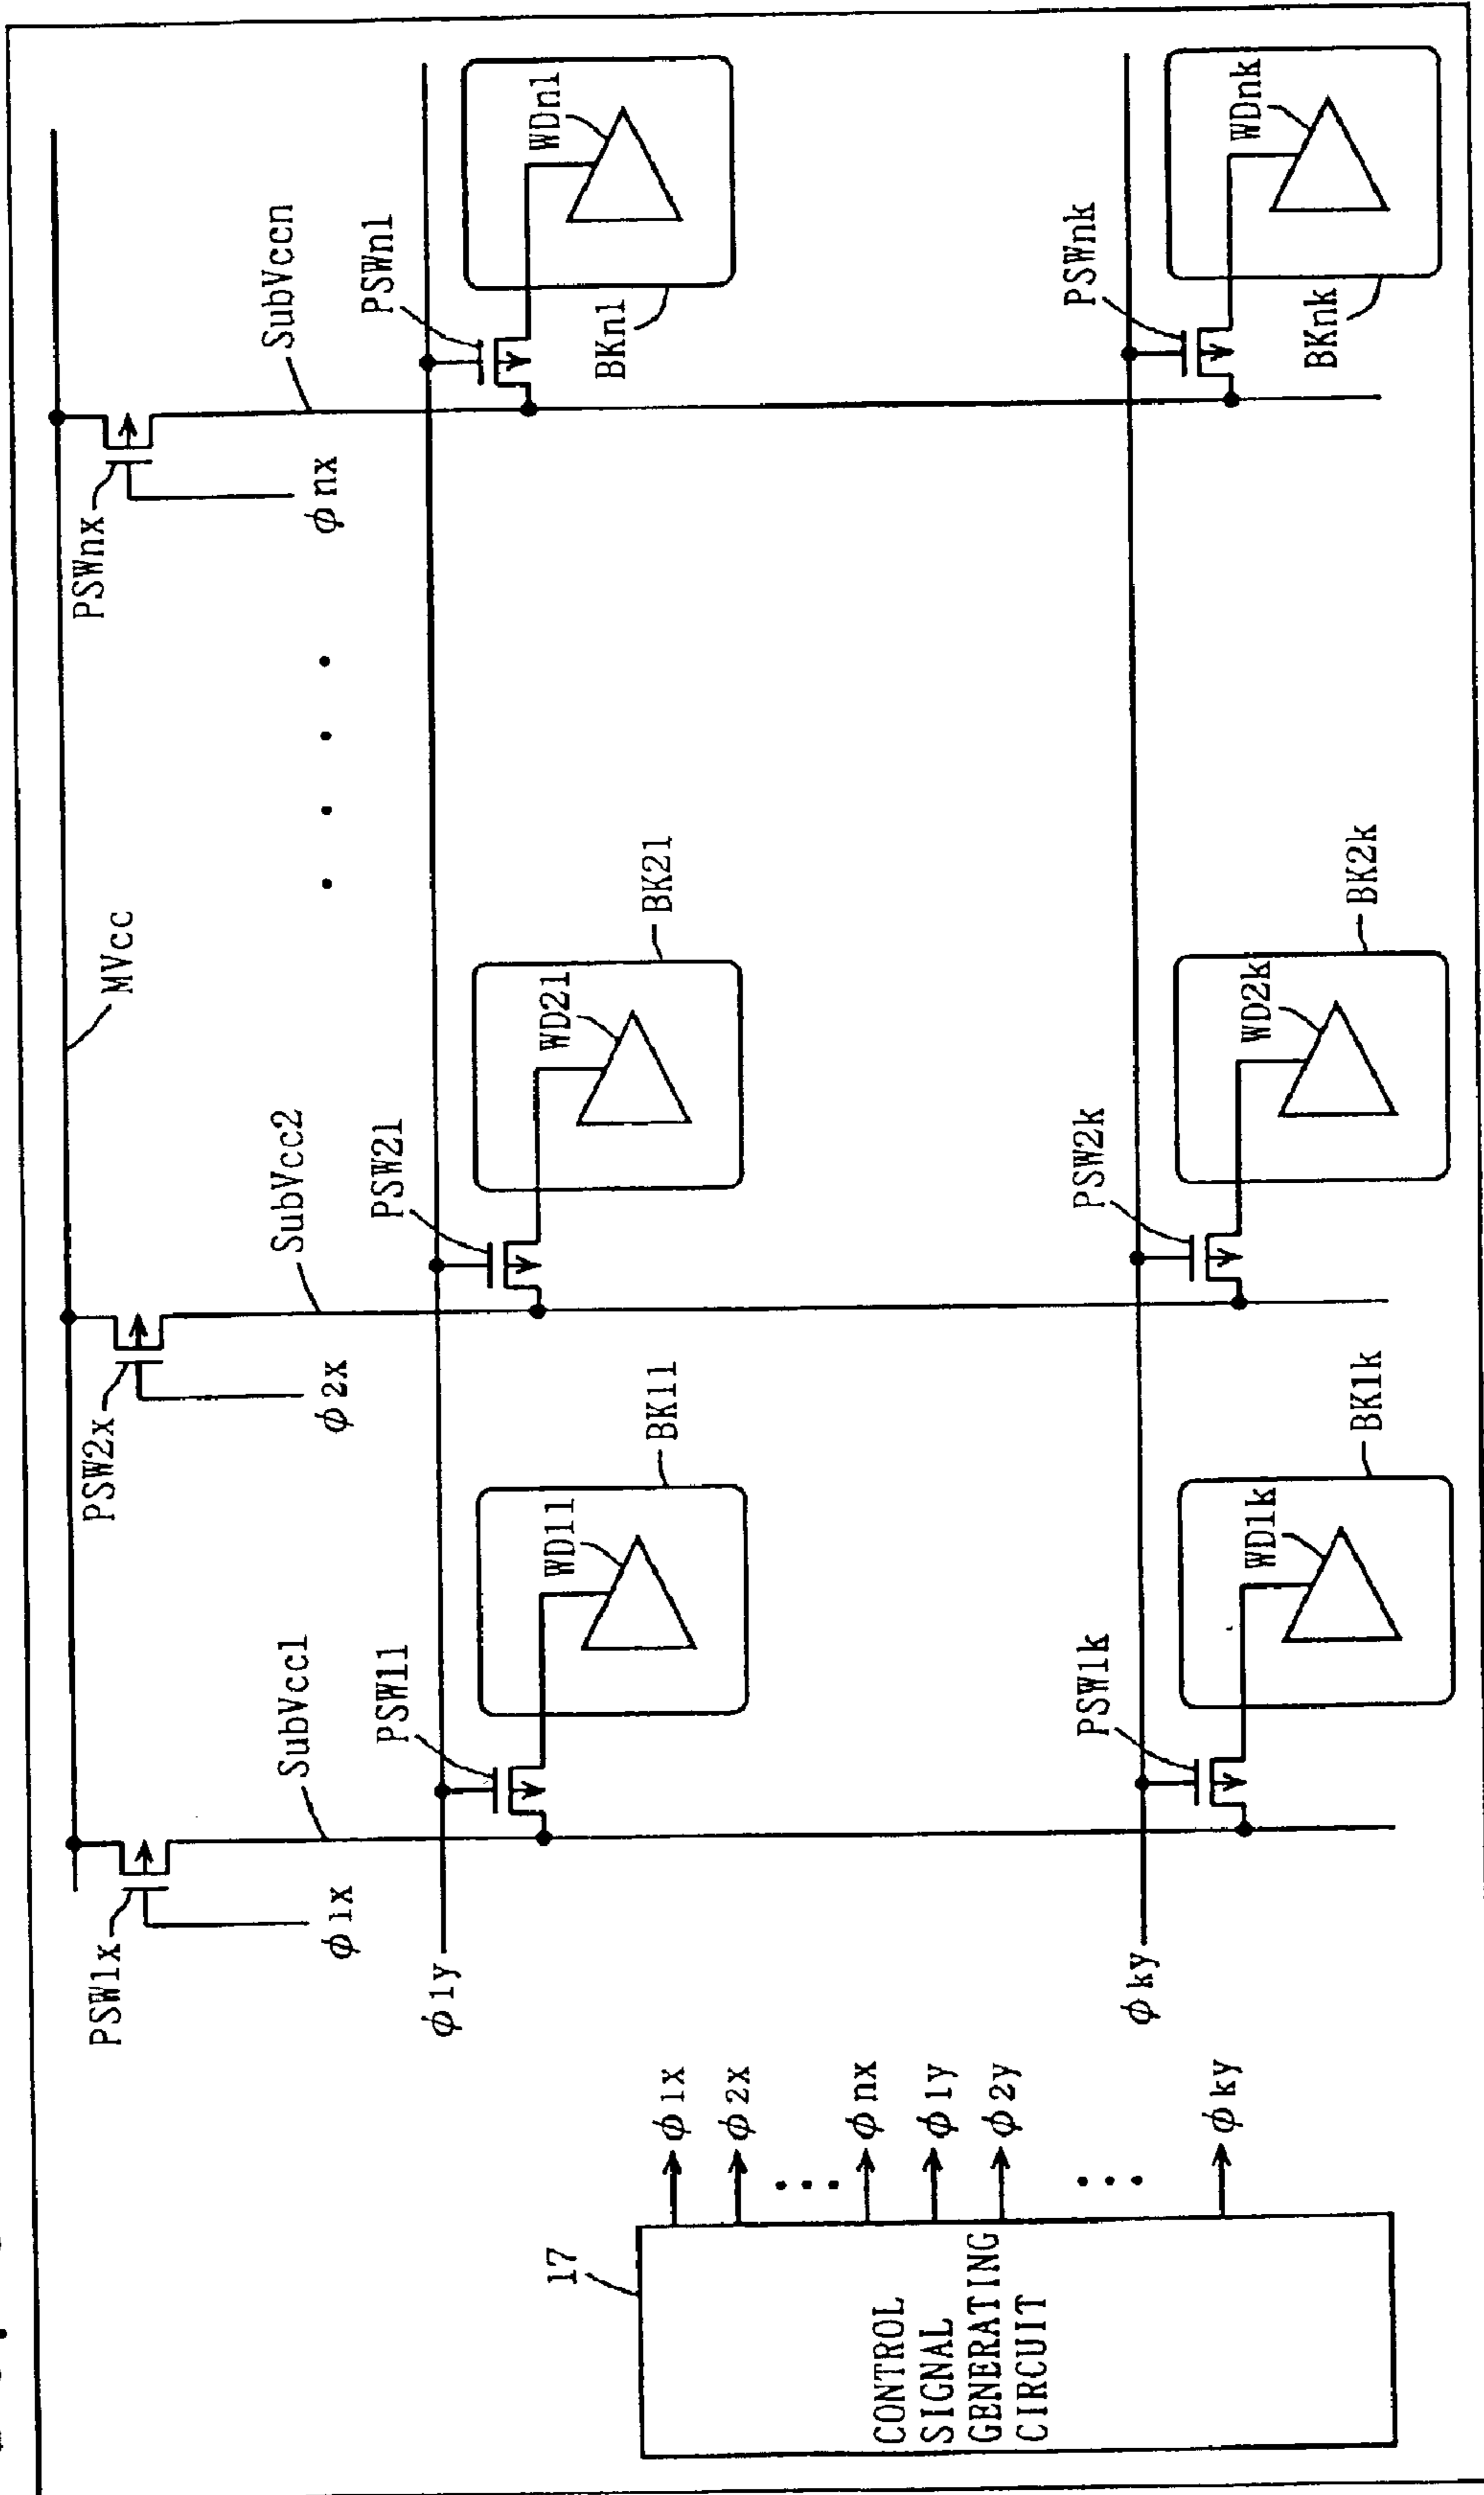 MVcc
PSW1x
φ1x
SubVcc1
PSW2x
φ2x
SubVcc2
PSWnx
φnx
SubVccn
φ1y
PSW11
WD11
BK11
PSW21
WD21
BK21
PSWn1
WDn1
BKn1
φky
PSW1k
WD1k
BK1k
PSW2k
WD2k
BK2k
PSWnk
WDnk
BKnk
17
CONTROL
SIGNAL
GENERATING
CIRCUIT
φ1x
φ2x
φnx
φ1y
φ2y
φky